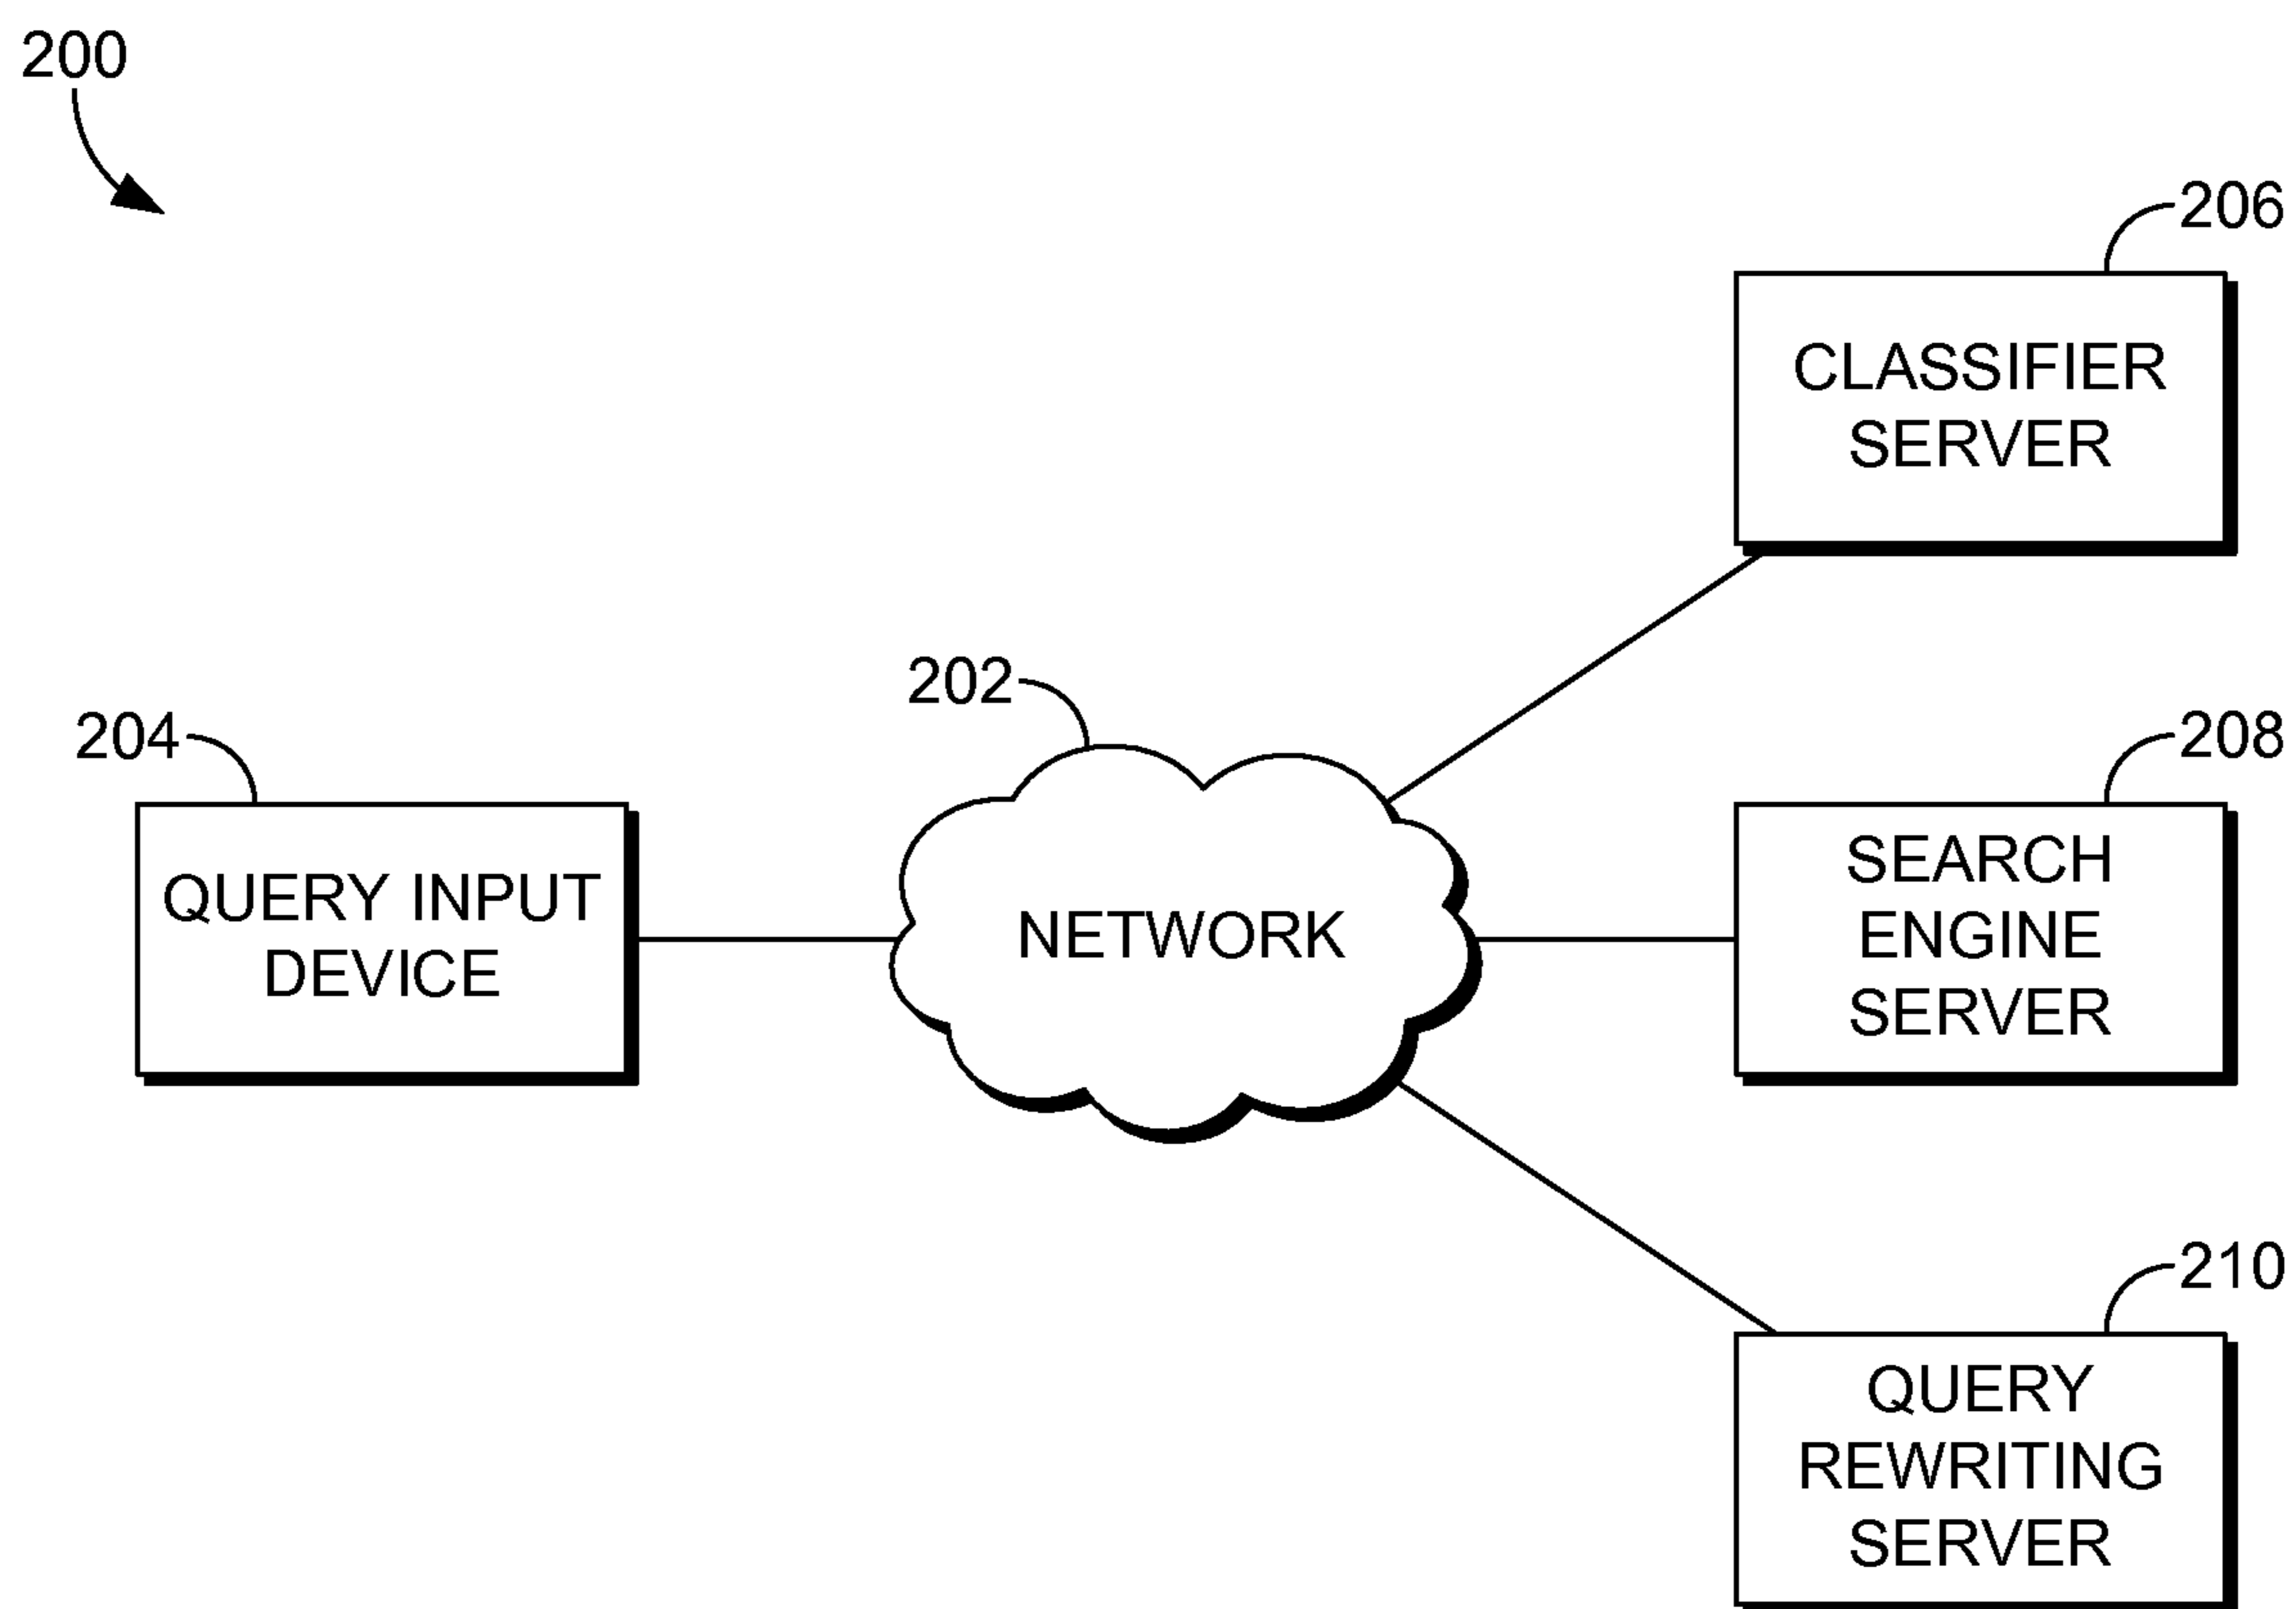 200
206
CLASSIFIER
SERVER
202
204
208
QUERY INPUT
DEVICE
NETWORK
SEARCH
ENGINE
SERVER
210
QUERY
REWRITING
SERVER